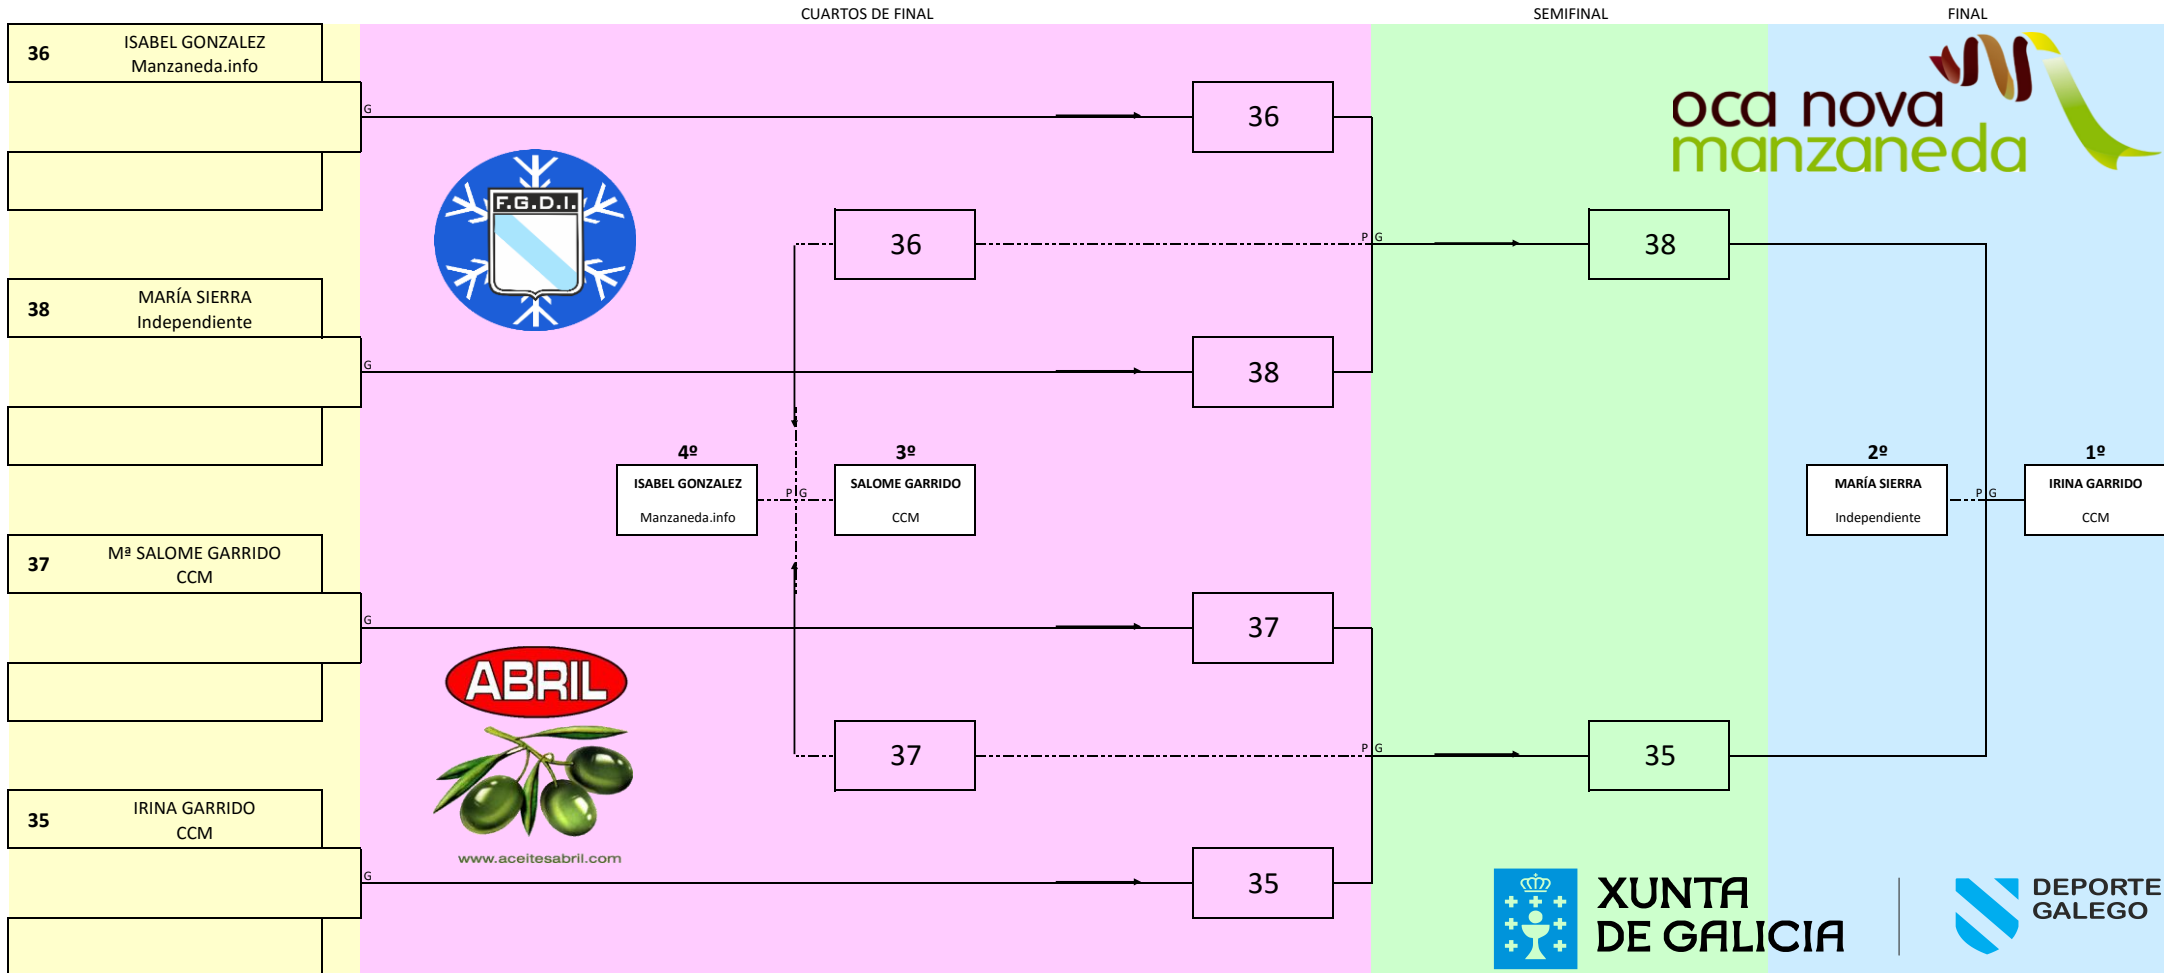 CUARTOS DE FINAL
SEMIFINAL
FINAL
36
ISABEL GONZALEZ
Manzaneda.info
G
36
oca nova
manzaneda
F.G.D.I.
36
P G
38
38
MARÍA SIERRA
Independiente
G
38
4º
3º
2º
1º
ISABEL GONZALEZ
Manzaneda.info
P G
SALOME GARRIDO
CCM
MARÍA SIERRA
Independiente
P G
IRINA GARRIDO
CCM
37
Mª SALOME GARRIDO
CCM
G
37
ABRIL
www.aceitesabril.com
37
P G
35
35
IRINA GARRIDO
CCM
G
35
XUNTA
DE GALICIA
DEPORTE
GALEGO